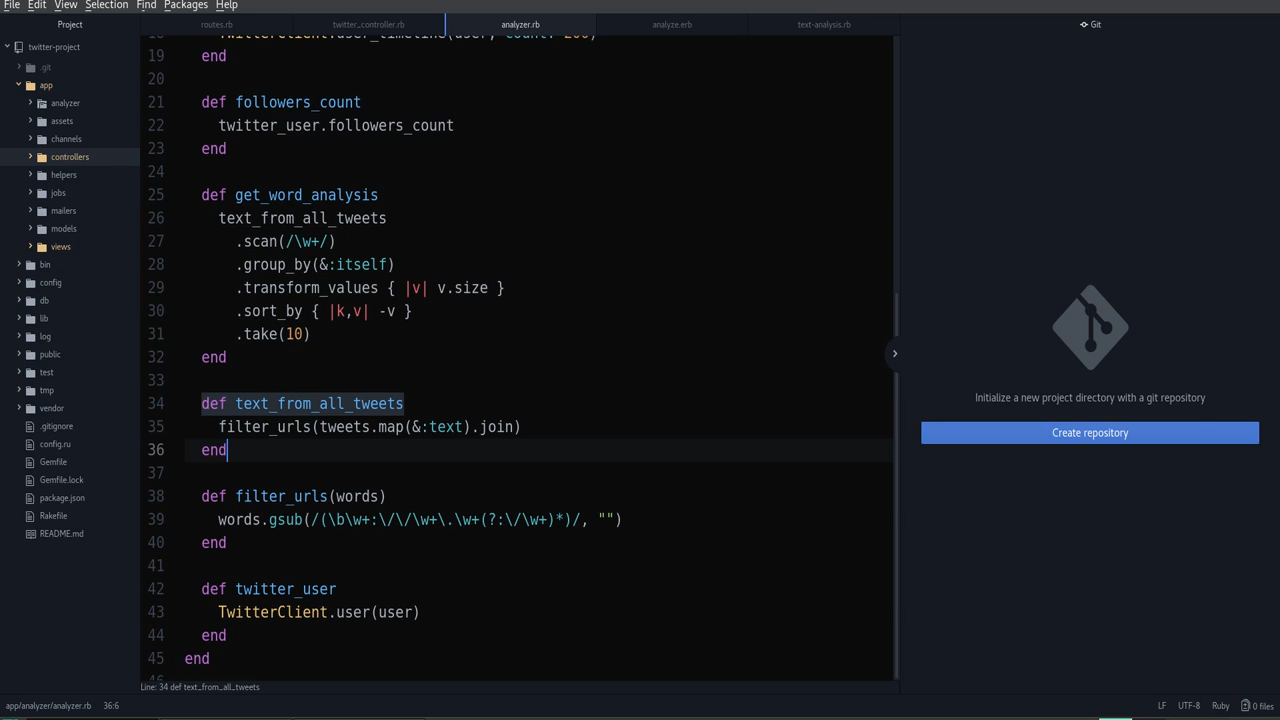 File Edit View Selection Find Packages Help
Project
routes.rb twitter_controller.rb analyzer.rb analyze.erb text-analysis.rb
Git
twitter-project
.git
app
analyzer
assets
channels
controllers
helpers
jobs
mailers
models
views
bin
config
db
lib
log
public
test
tmp
vendor
.gitignore
config.ru
Gemfile
Gemfile.lock
package.json
Rakefile
README.md
18 TwitterClient.user_timeline(user, count: 200)
19 end
20
21 def followers_count
22 twitter_user.followers_count
23 end
24
25 def get_word_analysis
26 text_from_all_tweets
27 .scan(/\w+/)
28 .group_by(&:itself)
29 .transform_values { |v| v.size }
30 .sort_by { |k,v| -v }
31 .take(10)
32 end
33
34 def text_from_all_tweets
35 filter_urls(tweets.map(&:text).join)
36 end
37
38 def filter_urls(words)
39 words.gsub(/(\b\w+:\/\/\w+\.\w+(?:\/\w+)*)/, "")
40 end
41
42 def twitter_user
43 TwitterClient.user(user)
44 end
45 end
46
Initialize a new project directory with a git repository
Create repository
Line: 34 def text_from_all_tweets
app/analyzer/analyzer.rb 36:6 LF UTF-8 Ruby 0 files